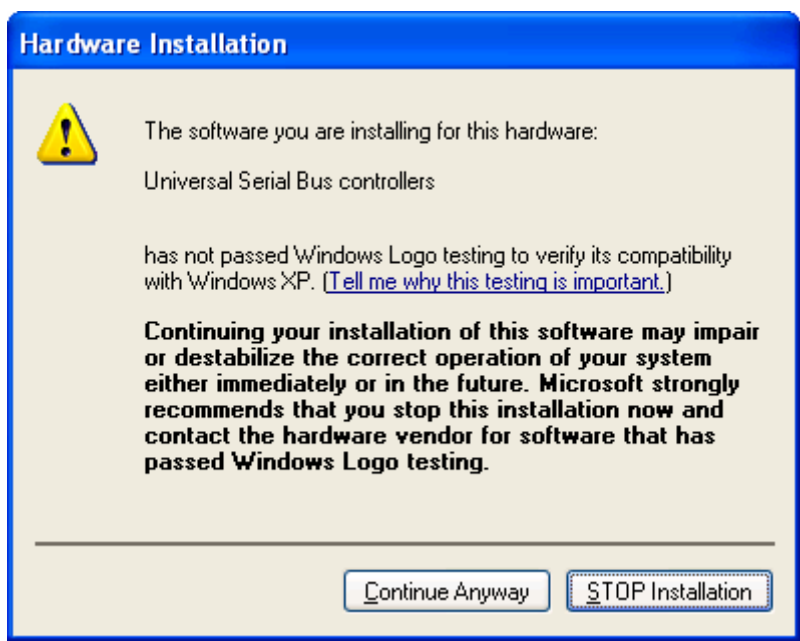 Hardware Installation
The software you are installing for this hardware:
Universal Serial Bus controllers
has not passed Windows Logo testing to verify its compatibility
with Windows XP. (Tell me why this testing is important.)
Continuing your installation of this software may impair
or destabilize the correct operation of your system
either immediately or in the future. Microsoft strongly
recommends that you stop this installation now and
contact the hardware vendor for software that has
passed Windows Logo testing.
Continue Anyway
STOP Installation